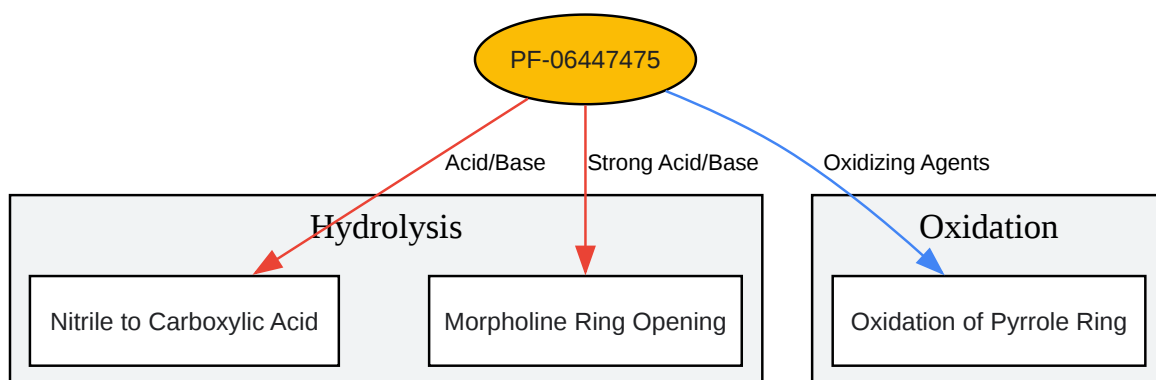 PF-06447475
Acid/Base
Strong Acid/Base
Oxidizing Agents
Hydrolysis
Oxidation
Nitrile to Carboxylic Acid
Morpholine Ring Opening
Oxidation of Pyrrole Ring